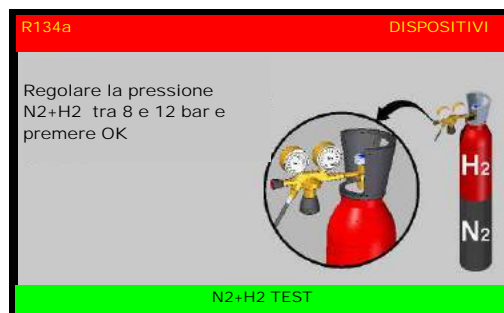 R134a DISPOSITIVI
Regolare la pressione
N2+H2 tra 8 e 12 bar e
premere OK
H2
N2
N2+H2 TEST